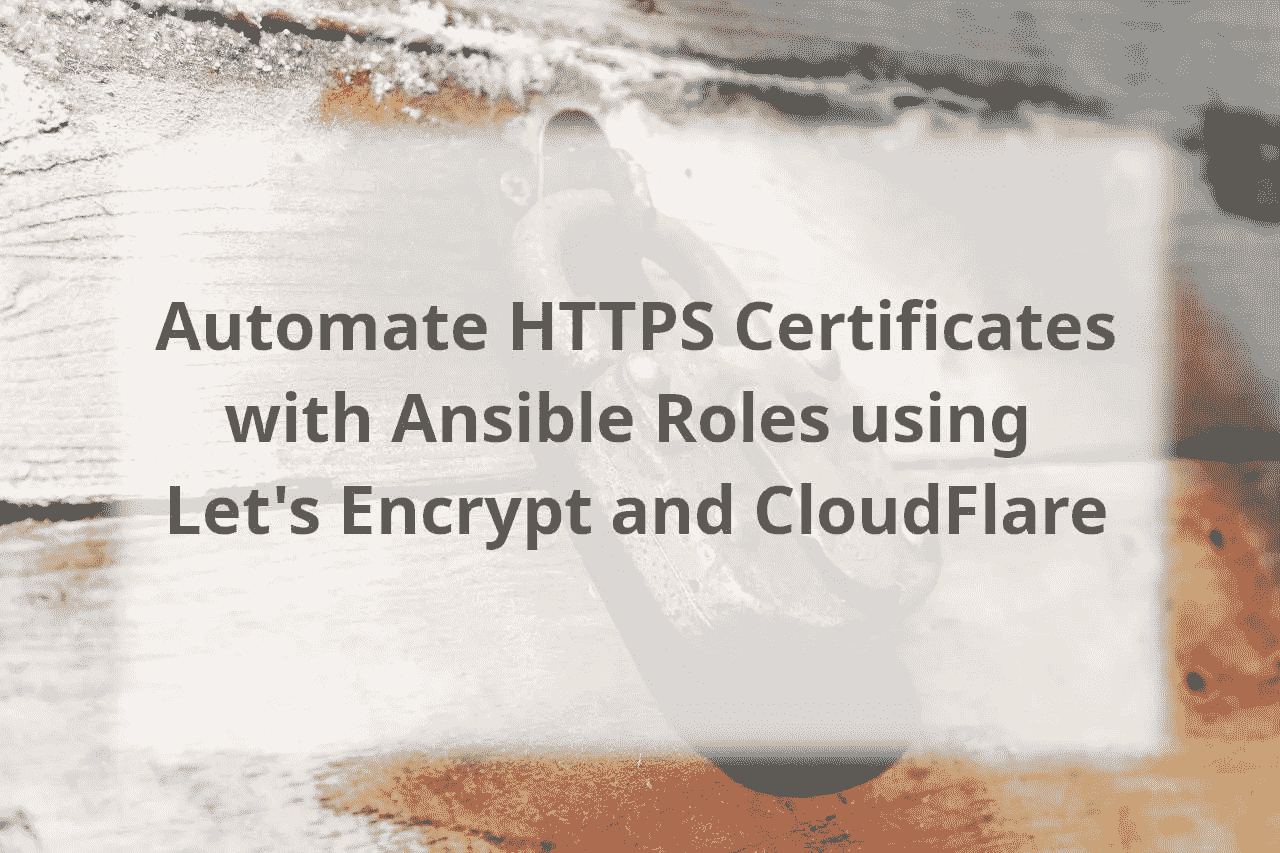 Automate HTTPS Certificates
with Ansible Roles using
Let's Encrypt and CloudFlare